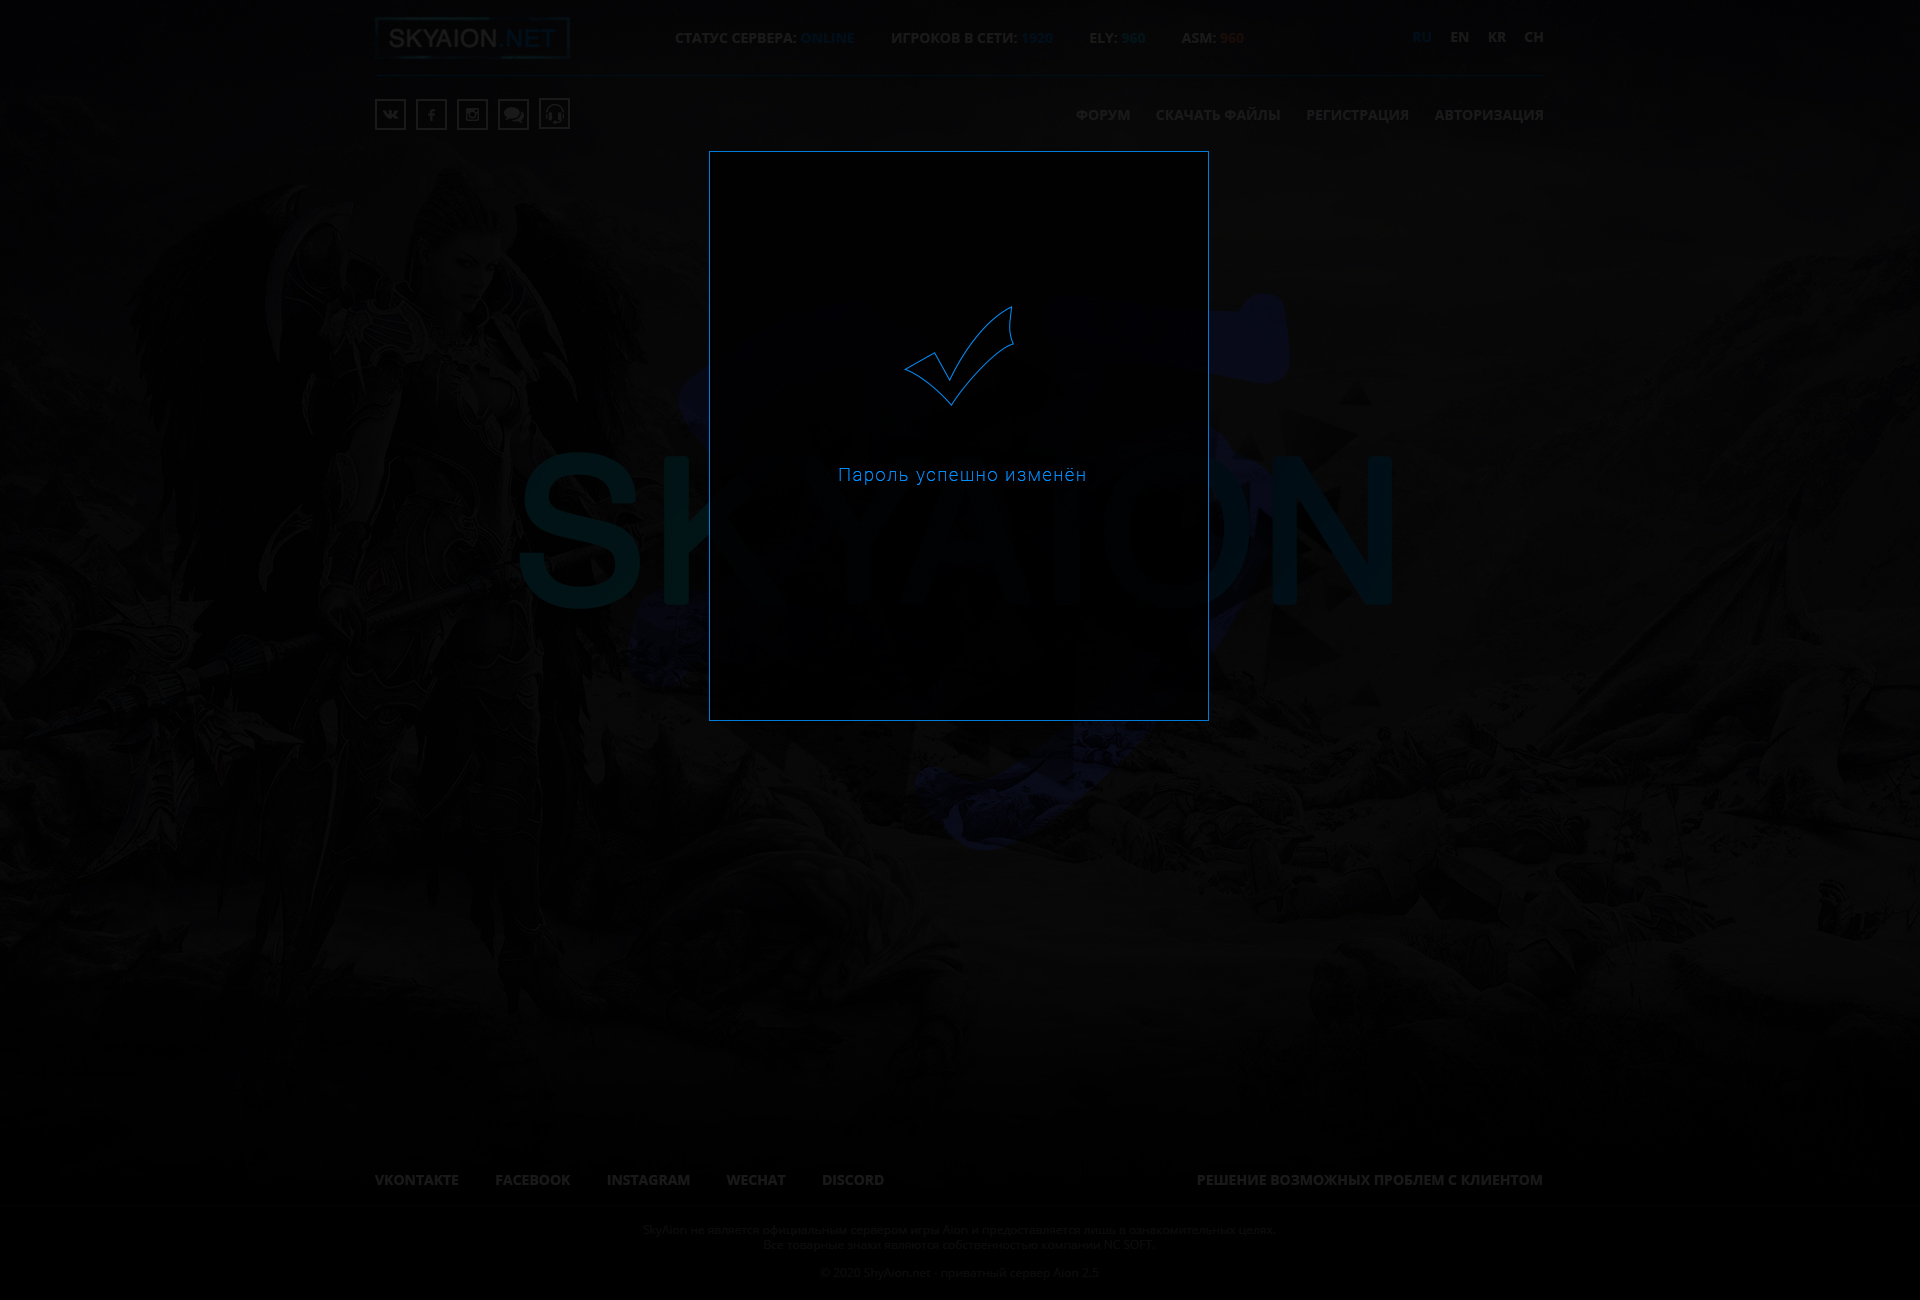 SKYAION.NET
СТАТУС СЕРВЕРА: ONLINE ИГРОКОВ В СЕТИ: 1920 ELY: 960 ASM: 960
RU EN KR CH
ФОРУМ СКАЧАТЬ ФАЙЛЫ РЕГИСТРАЦИЯ АВТОРИЗАЦИЯ
SKYAION
Пароль успешно изменён
VKONTAKTE FACEBOOK INSTAGRAM WECHAT DISCORD
РЕШЕНИЕ ВОЗМОЖНЫХ ПРОБЛЕМ С КЛИЕНТОМ
SkyAion не является официальным сервером игры Aion и предоставляется лишь в ознакомительных целях.
Все товарные знаки являются собственностью компании NC SOFT.
© 2020 ShyAion.net - приватный сервер Aion 2.5